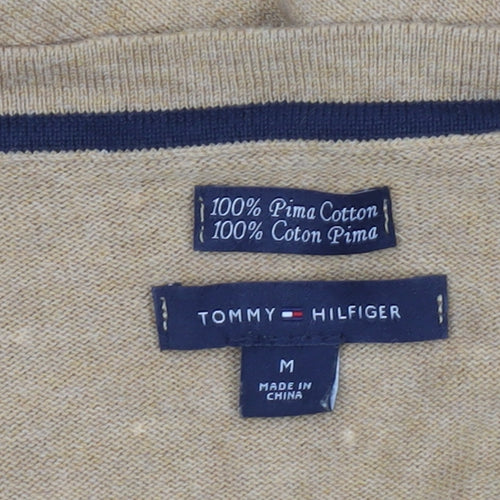 100% Pima Cotton
100% Coton Pima
TOMMY HILFIGER
M
MADE IN
CHINA